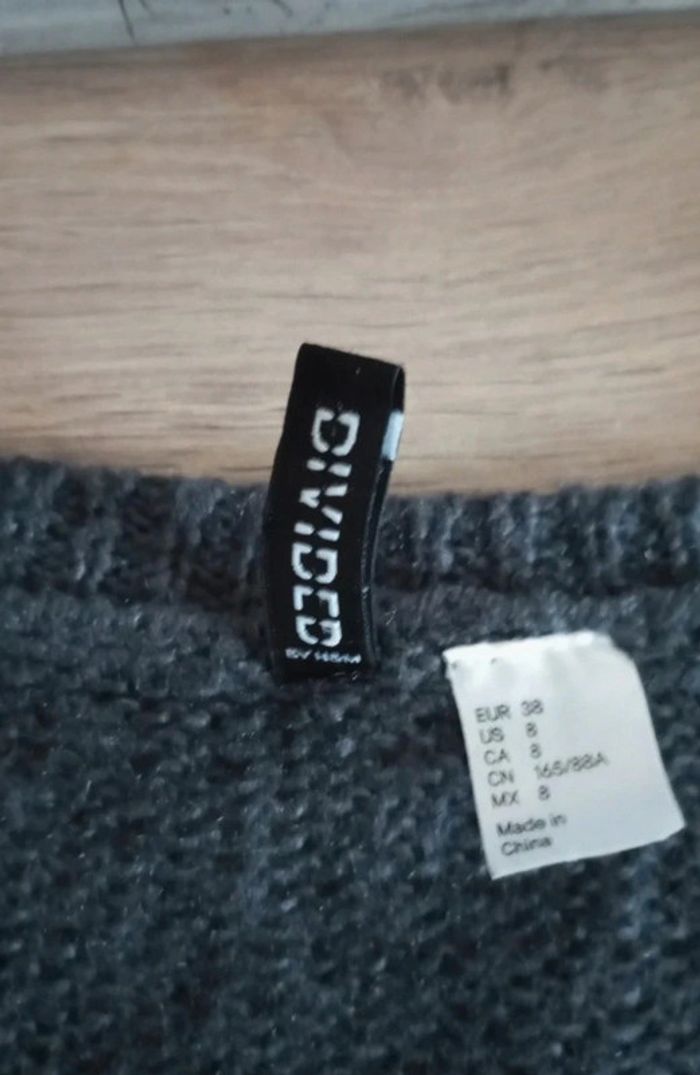 DIVIDED
BY H&M
EUR 38
US 8
CA 8
CN 165/88A
MX 8
Made in
China